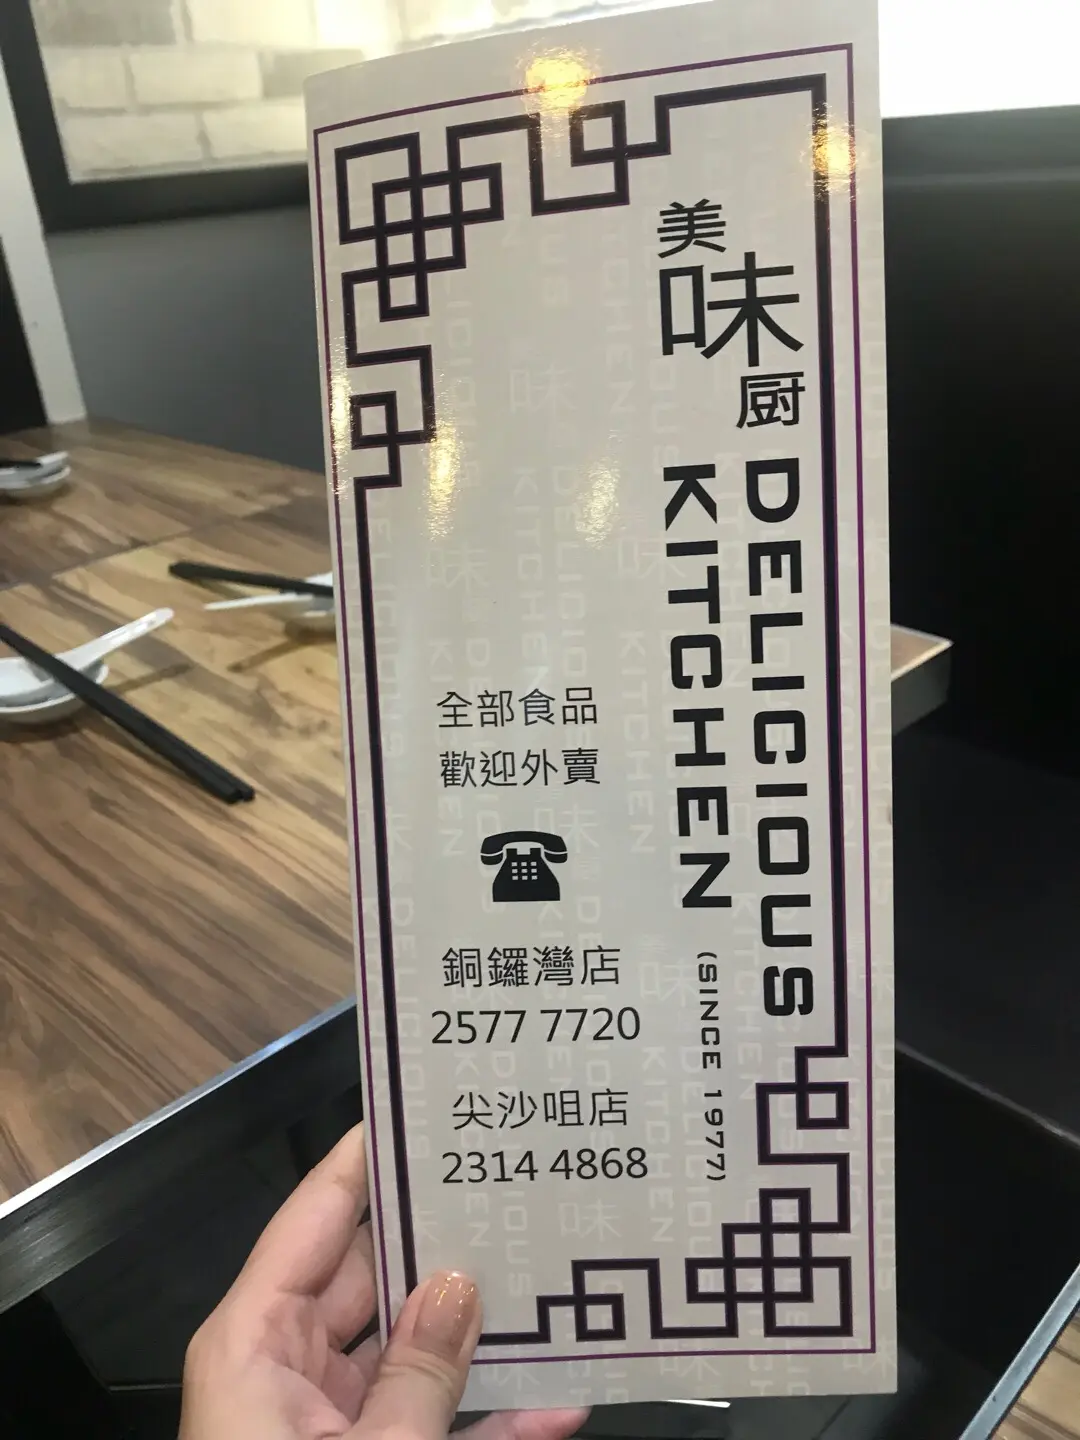 美味厨
DELICIOUS
KITCHEN (SINCE 1977)
全部食品
歡迎外賣
銅鑼灣店
2577 7720
尖沙咀店
2314 4868